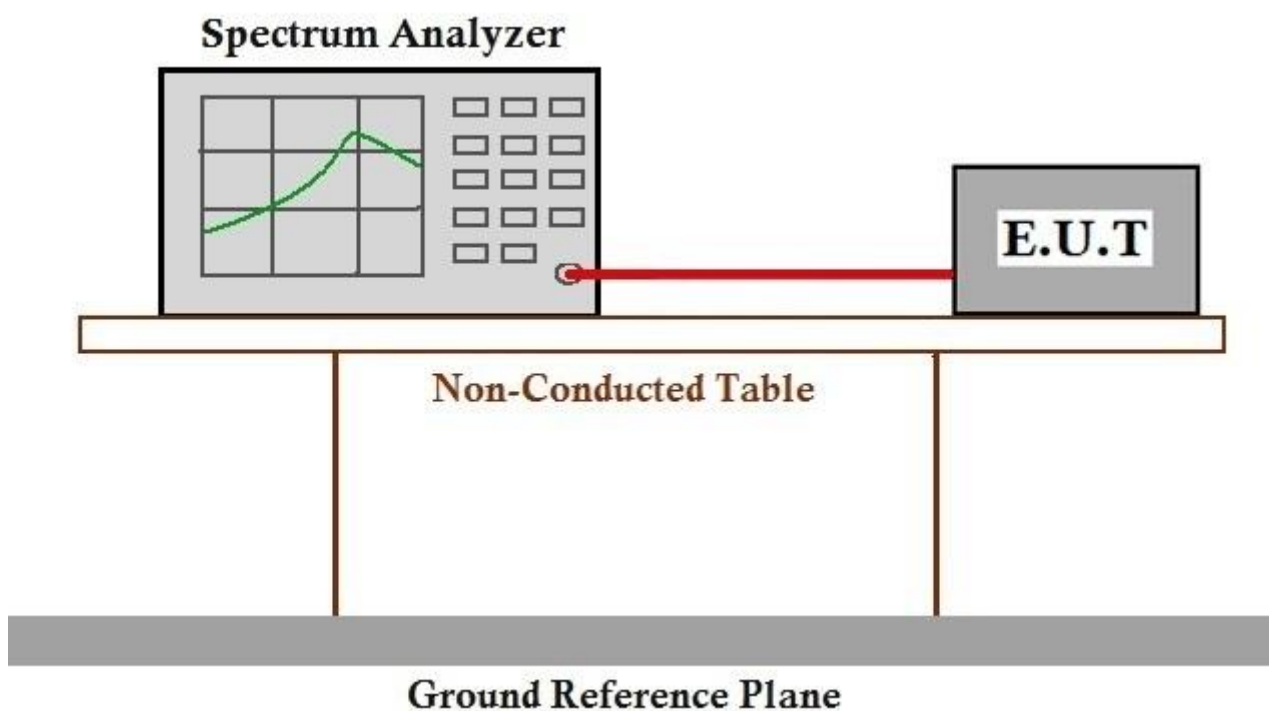 Spectrum Analyzer
E.U.T
Non-Conducted Table
Ground Reference Plane